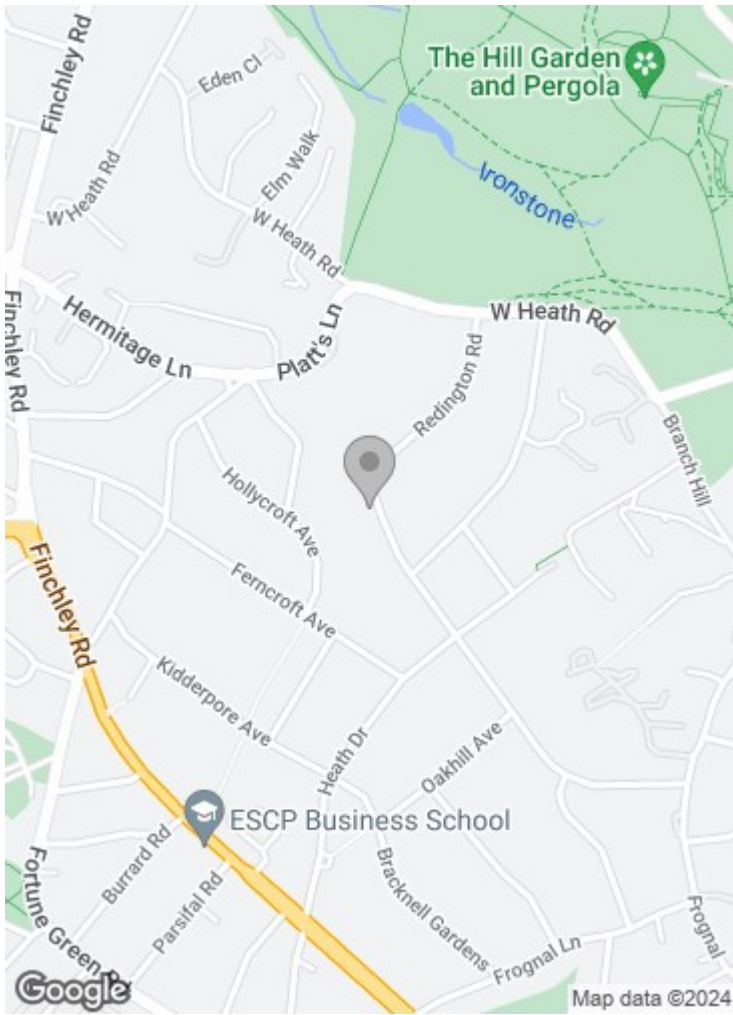 Finchley Rd
Eden Cl
The Hill Garden
and Pergola
Elm Walk
W Heath Rd
Ironstone
W Heath Rd
Hermitage Ln
Platt's Ln
W Heath Rd
Finchley Rd
Redington Rd
Branch Hill
Hollycroft Ave
Finchley Rd
Ferncroft Ave
Kidderpore Ave
Heath Dr
Oakhill Ave
ESCP Business School
Burrard Rd
Parsifal Rd
Bracknell Gardens
Fortune Green Rd
Frognal Ln
Frognal
Google
Map data ©2024